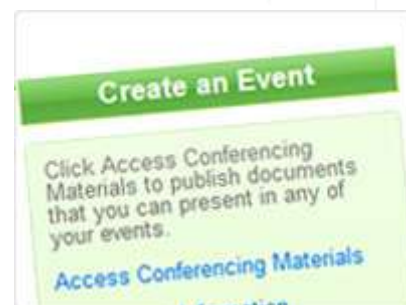 Create an Event
Click Access Conferencing
Materials to publish documents
that you can present in any of
your events.
Access Conferencing Materials